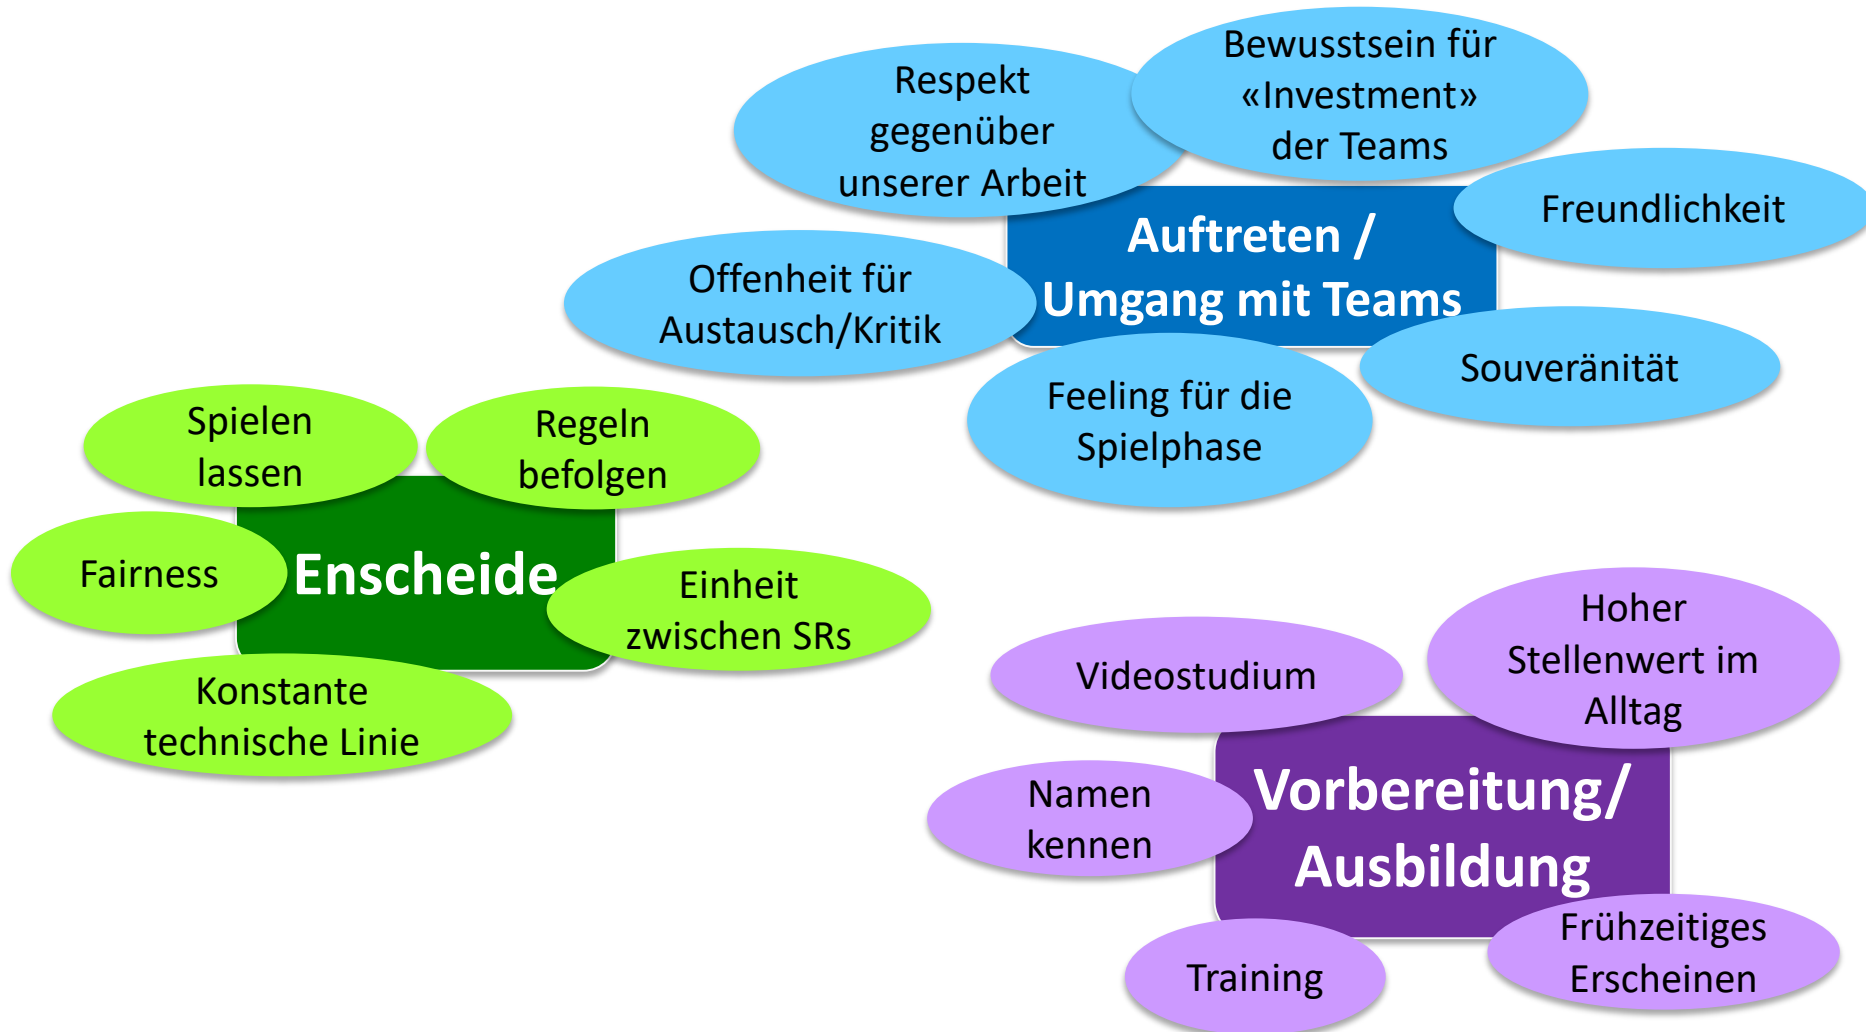 Respekt
gegenüber
unserer Arbeit
Bewusstsein für
«Investment»
der Teams
Freundlichkeit
Auftreten /
Umgang mit Teams
Offenheit für
Austausch/Kritik
Souveränität
Feeling für die
Spielphase
Spielen
lassen
Regeln
befolgen
Fairness
Enscheide
Einheit
zwischen SRs
Konstante
technische Linie
Videostudium
Hoher
Stellenwert im
Alltag
Namen
kennen
Vorbereitung/
Ausbildung
Training
Frühzeitiges
Erscheinen